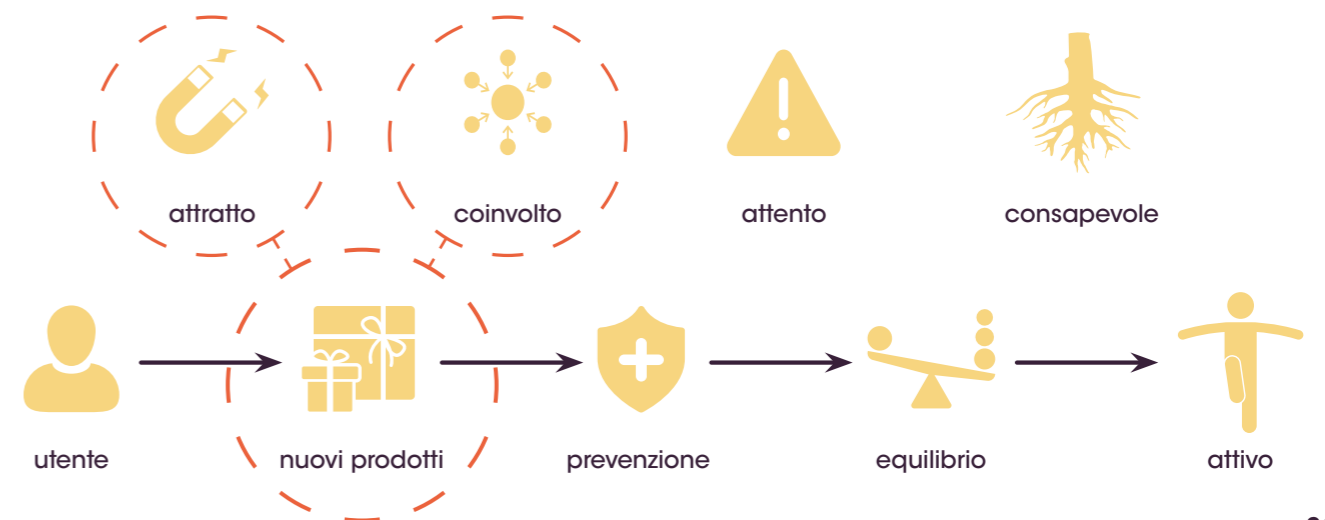 attratto
coinvolto
attento
consapevole
utente
nuovi prodotti
prevenzione
equilibrio
attivo